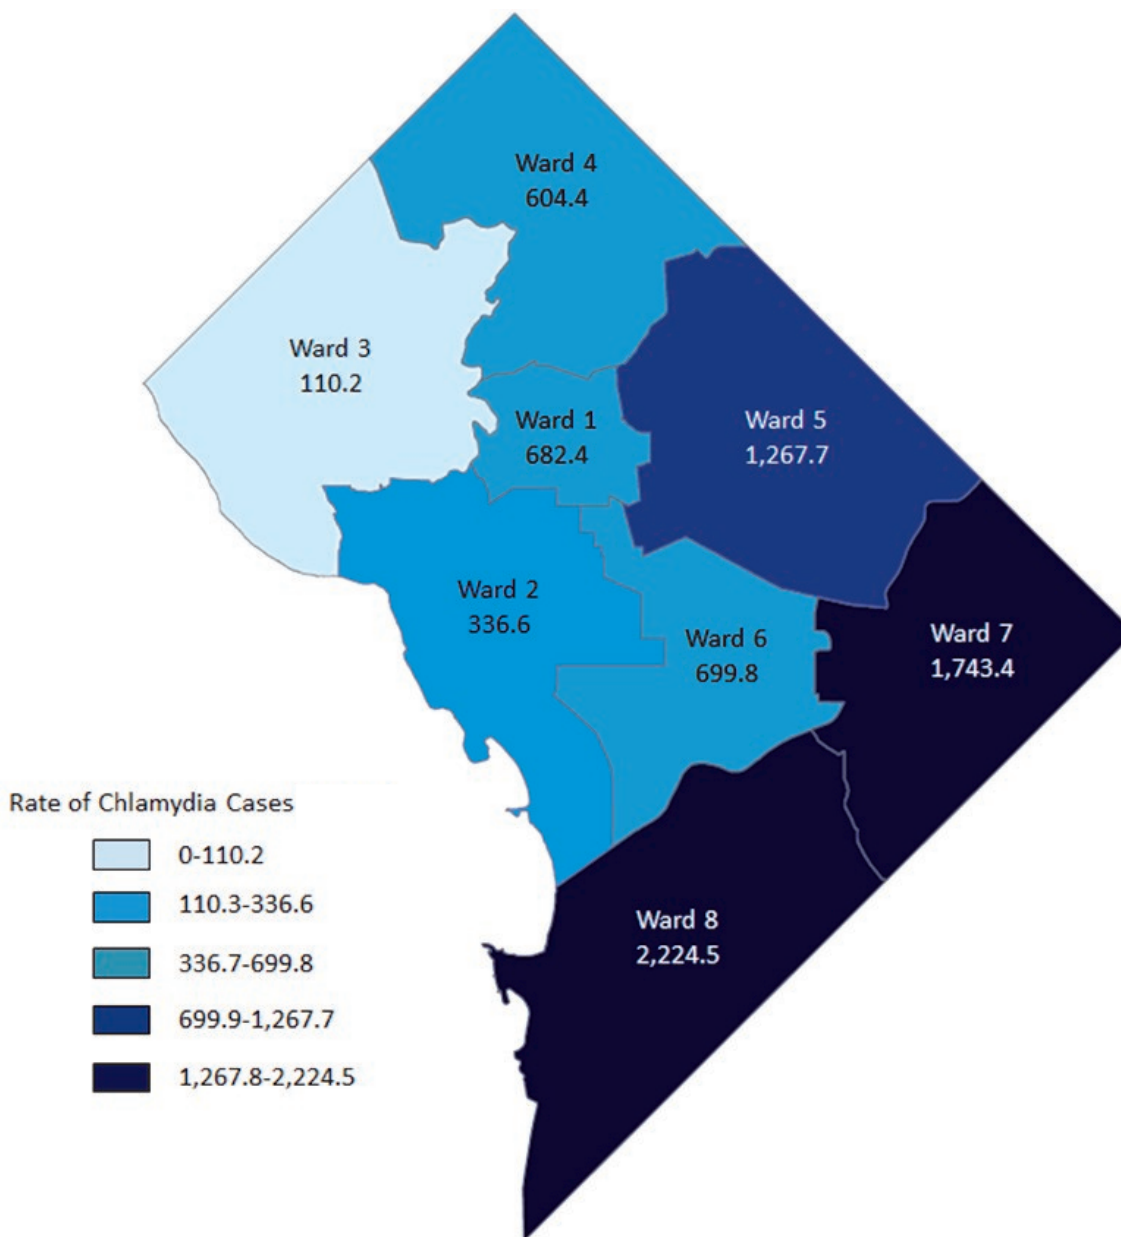 Ward 4
604.4
Ward 3
110.2
Ward 1
682.4
Ward 5
1,267.7
Ward 2
336.6
Ward 6
699.8
Ward 7
1,743.4
Ward 8
2,224.5
Rate of Chlamydia Cases
0-110.2
110.3-336.6
336.7-699.8
699.9-1,267.7
1,267.8-2,224.5